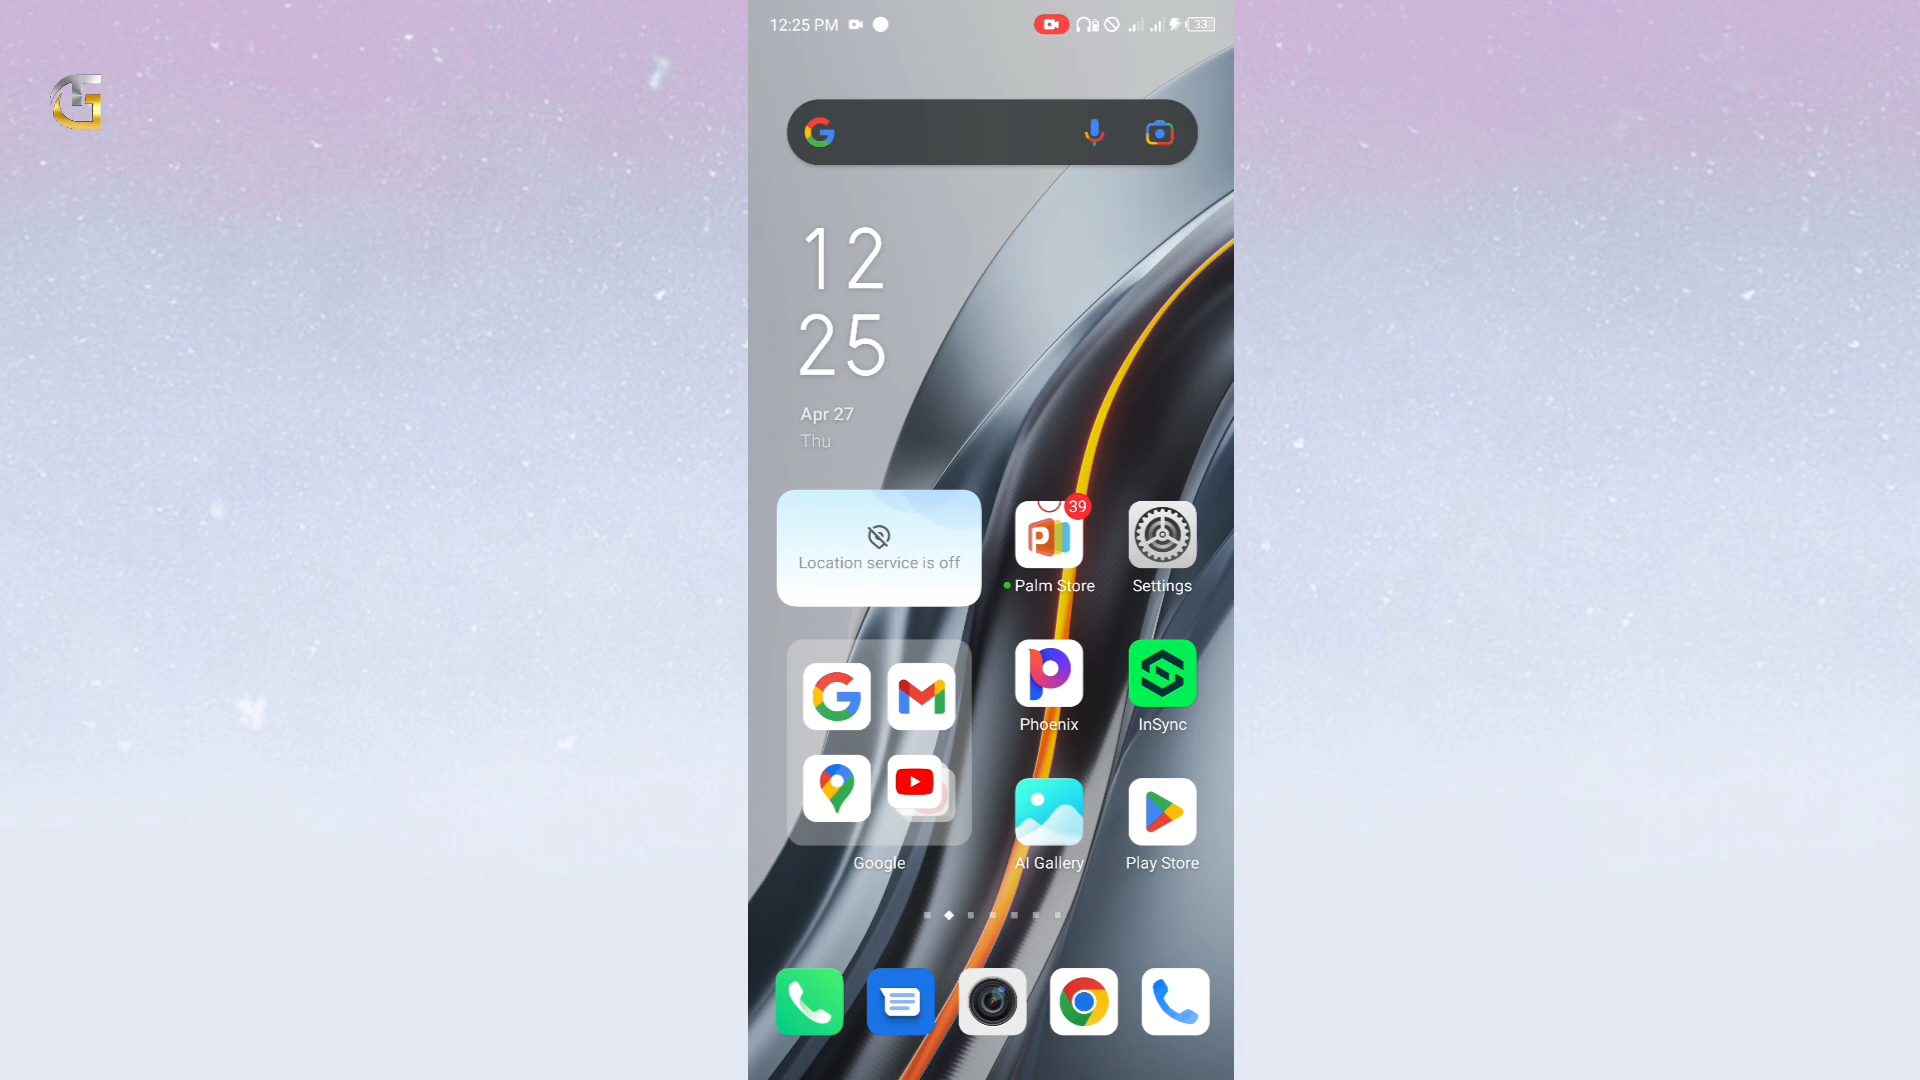 12:25 PM
33
12
25
Apr 27
Thu
Location service is off
39
Palm Store
Settings
Phoenix
InSync
Google
AI Gallery
Play Store